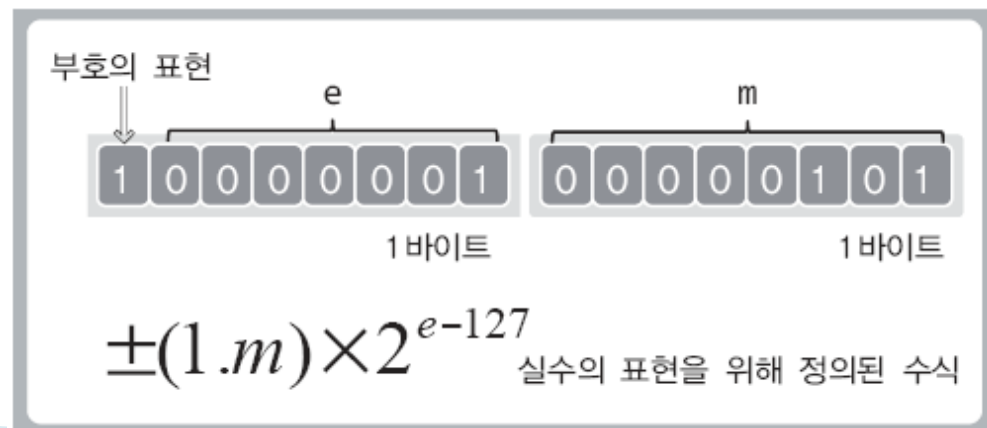 부호의 표현
e m
1 0 0 0 0 0 0 1 0 0 0 0 0 1 0 1
1바이트 1바이트
±(1.m)×2^{e-127} 실수의 표현을 위해 정의된 수식